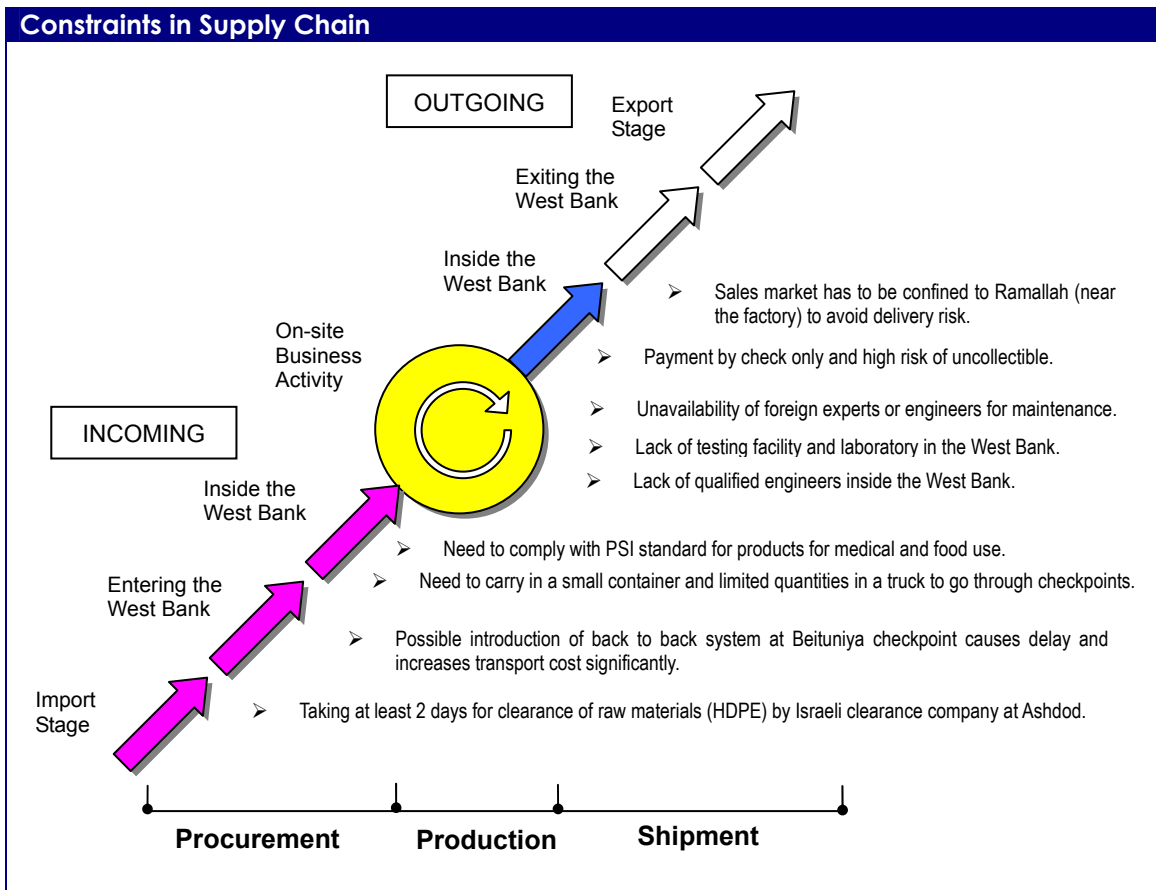 Constraints in Supply Chain
OUTGOING
Export
Stage
Exiting the
West Bank
Inside the
West Bank
➢ Sales market has to be confined to Ramallah (near
the factory) to avoid delivery risk.
On-site
Business
Activity
➢ Payment by check only and high risk of uncollectible.
➢ Unavailability of foreign experts or engineers for maintenance.
INCOMING
➢ Lack of testing facility and laboratory in the West Bank.
➢ Lack of qualified engineers inside the West Bank.
Inside the
West Bank
➢ Need to comply with PSI standard for products for medical and food use.
➢ Need to carry in a small container and limited quantities in a truck to go through checkpoints.
Entering the
West Bank
➢ Possible introduction of back to back system at Beituniya checkpoint causes delay and
increases transport cost significantly.
Import
Stage
➢ Taking at least 2 days for clearance of raw materials (HDPE) by Israeli clearance company at Ashdod.
Procurement
Production
Shipment